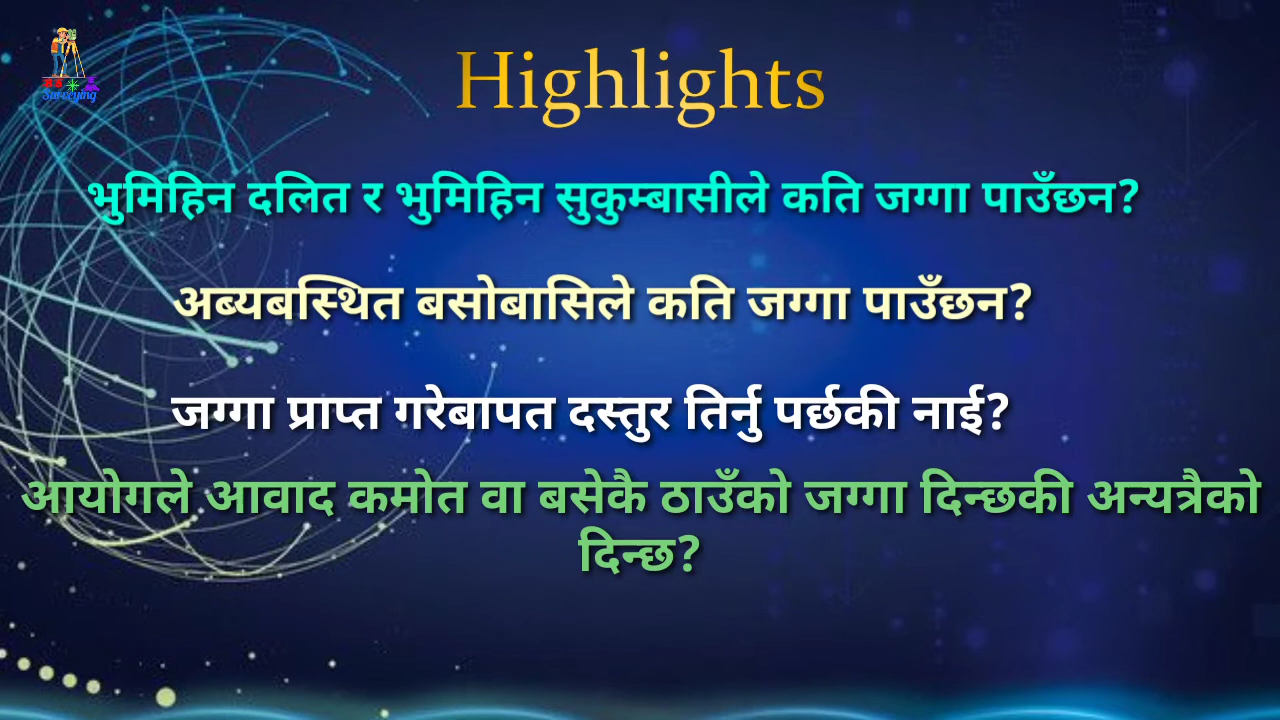 Surveying
Highlights
भुमिहिन दलित र भुमिहिन सुकुम्बासीले कति जग्गा पाउँछन?
अब्यबस्थित बसोबासिले कति जग्गा पाउँछन?
जग्गा प्राप्त गरेबापत दस्तुर तिर्नु पर्छकी नाई?
आयोगले आवाद कमोत वा बसेकै ठाउँको जग्गा दिन्छकी अन्यत्रैको
दिन्छ?